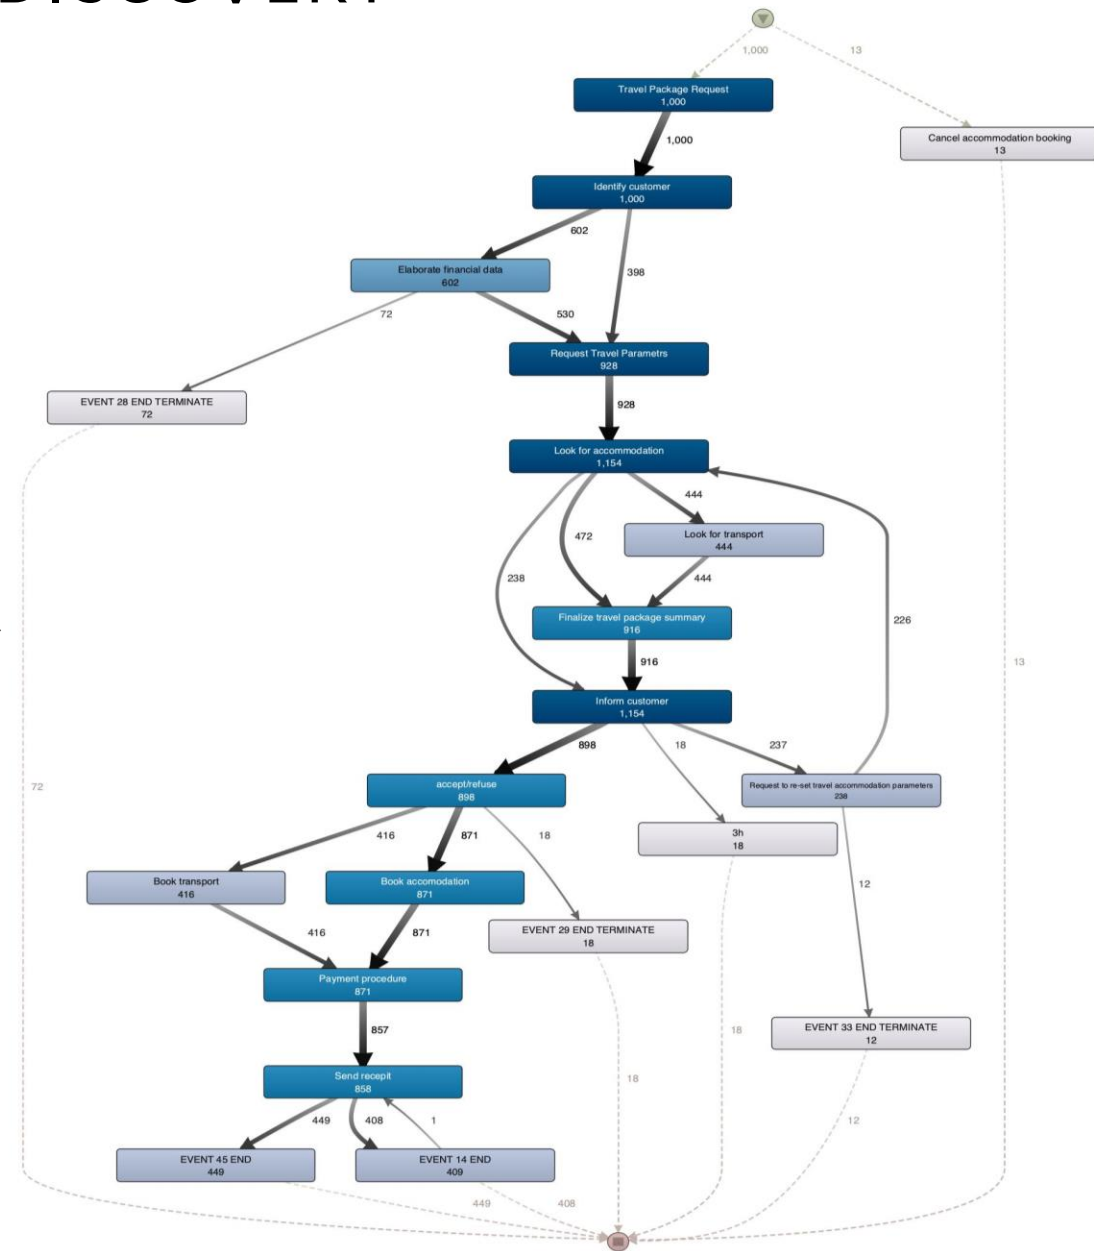 DISCOVERY
1,000
13
Travel Package Request
1,000
Cancel accommodation booking
13
1,000
Identify customer
1,000
602
398
Elaborate financial data
602
72
530
Request Travel Parametrs
928
EVENT 28 END TERMINATE
72
928
Look for accommodation
1,154
444
472
Look for transport
444
238
444
Finalize travel package summary
916
226
916
13
Inform customer
1,154
898
18
237
72
accept/refuse
898
Request to re-set travel accommodation parameters
238
416
871
18
3h
18
Book transport
416
Book accomodation
871
12
416
871
EVENT 29 END TERMINATE
18
Payment procedure
871
857
18
EVENT 33 END TERMINATE
12
Send recepit
858
18
449
408
1
12
EVENT 45 END
449
EVENT 14 END
409
449
408